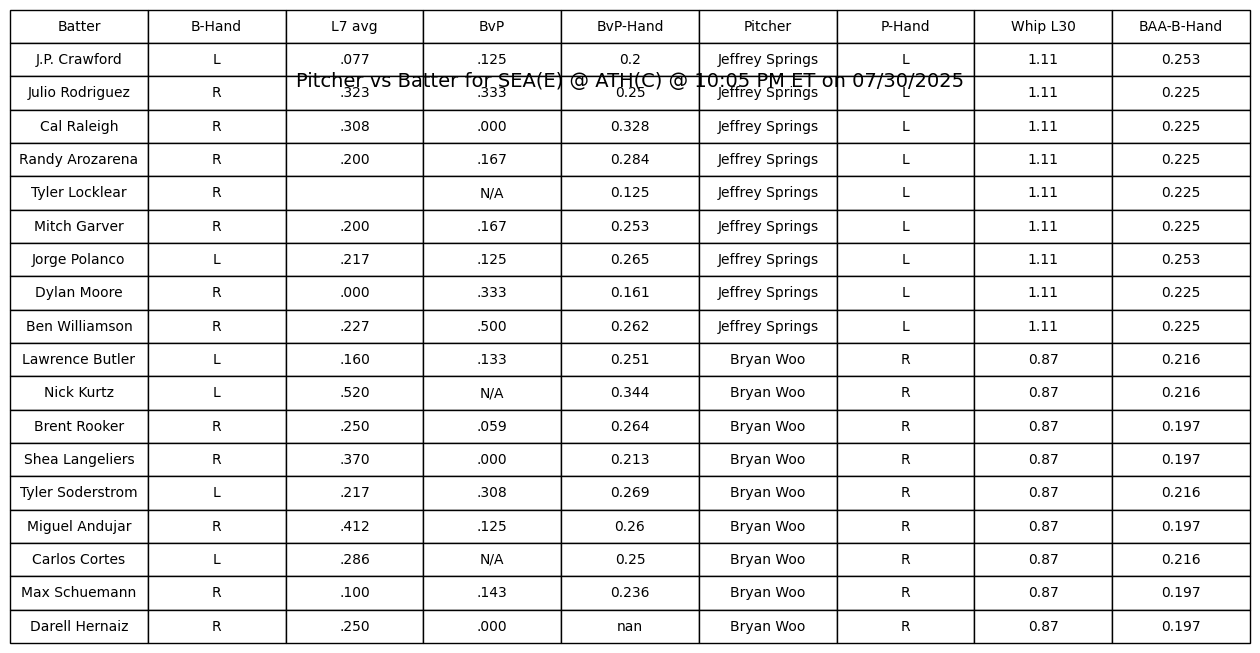 Batter B-Hand L7 avg BvP BvP-Hand Pitcher P-Hand Whip L30 BAA-B-Hand
J.P. Crawford L .077 .125 0.2 Jeffrey Springs L 1.11 0.253
Pitcher vs Batter for SEA(E) @ ATH(C) @ 10:05 PM ET on 07/30/2025
Julio Rodriguez R .323 .333 0.25 Jeffrey Springs L 1.11 0.225
Cal Raleigh R .308 .000 0.328 Jeffrey Springs L 1.11 0.225
Randy Arozarena R .200 .167 0.284 Jeffrey Springs L 1.11 0.225
Tyler Locklear R N/A 0.125 Jeffrey Springs L 1.11 0.225
Mitch Garver R .200 .167 0.253 Jeffrey Springs L 1.11 0.225
Jorge Polanco L .217 .125 0.265 Jeffrey Springs L 1.11 0.253
Dylan Moore R .000 .333 0.161 Jeffrey Springs L 1.11 0.225
Ben Williamson R .227 .500 0.262 Jeffrey Springs L 1.11 0.225
Lawrence Butler L .160 .133 0.251 Bryan Woo R 0.87 0.216
Nick Kurtz L .520 N/A 0.344 Bryan Woo R 0.87 0.216
Brent Rooker R .250 .059 0.264 Bryan Woo R 0.87 0.197
Shea Langeliers R .370 .000 0.213 Bryan Woo R 0.87 0.197
Tyler Soderstrom L .217 .308 0.269 Bryan Woo R 0.87 0.216
Miguel Andujar R .412 .125 0.26 Bryan Woo R 0.87 0.197
Carlos Cortes L .286 N/A 0.25 Bryan Woo R 0.87 0.216
Max Schuemann R .100 .143 0.236 Bryan Woo R 0.87 0.197
Darell Hernaiz R .250 .000 nan Bryan Woo R 0.87 0.197